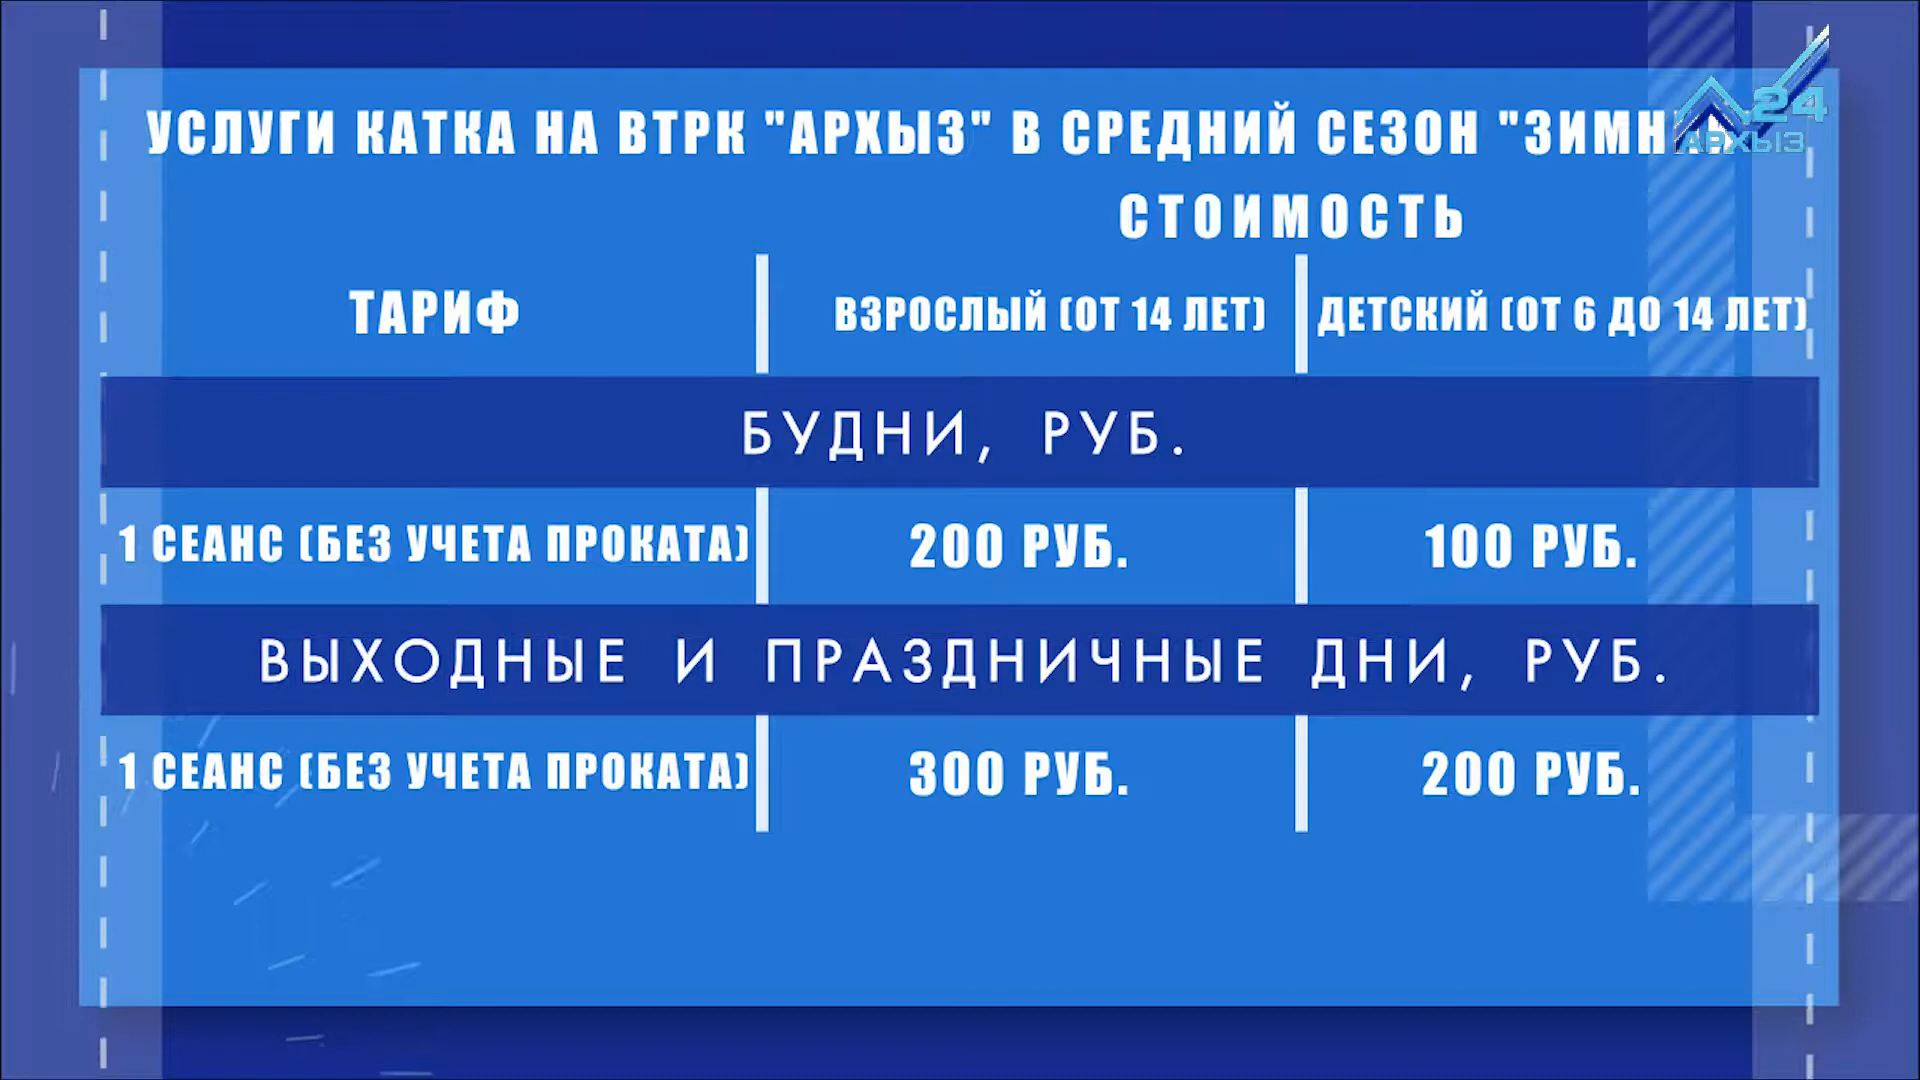 УСЛУГИ КАТКА НА ВТРК "АРХЫЗ" В СРЕДНИЙ СЕЗОН
24
АРХЫЗ
СТОИМОСТЬ
ТАРИФ ВЗРОСЛЫЙ (ОТ 14 ЛЕТ) ДЕТСКИЙ (ОТ 6 ДО 14 ЛЕТ)
БУДНИ, РУБ.
1 СЕАНС (БЕЗ УЧЕТА ПРОКАТА) 200 РУБ. 100 РУБ.
ВЫХОДНЫЕ И ПРАЗДНИЧНЫЕ ДНИ, РУБ.
1 СЕАНС (БЕЗ УЧЕТА ПРОКАТА) 300 РУБ. 200 РУБ.